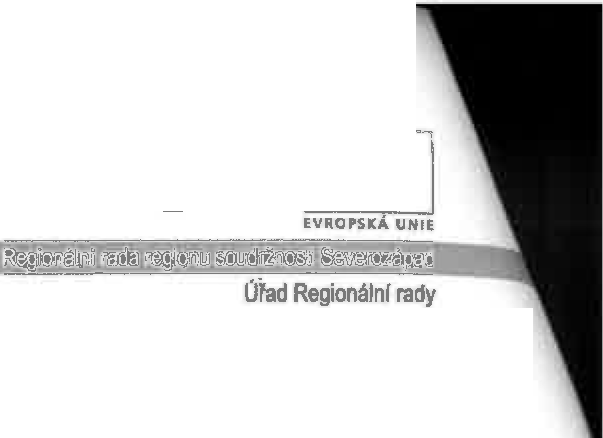 EVROPSKÁ UNIE
Regionální rada regionu soudržnosti Severozápad
Úřad Regionální rady